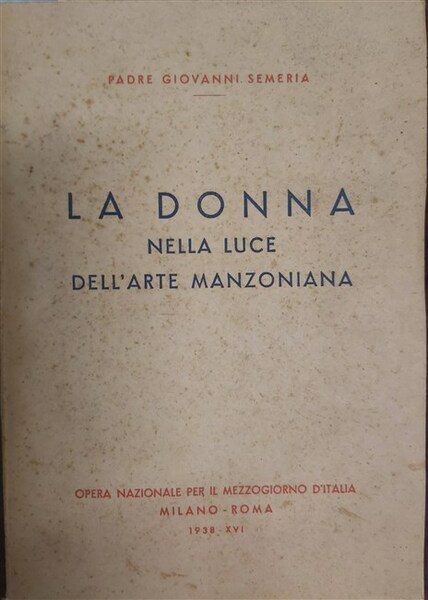 PADRE GIOVANNI SEMERIA
LA DONNA
NELLA LUCE
DELL'ARTE MANZONIANA
OPERA NAZIONALE PER IL MEZZOGIORNO D'ITALIA
MILANO - ROMA
1938 - XVI